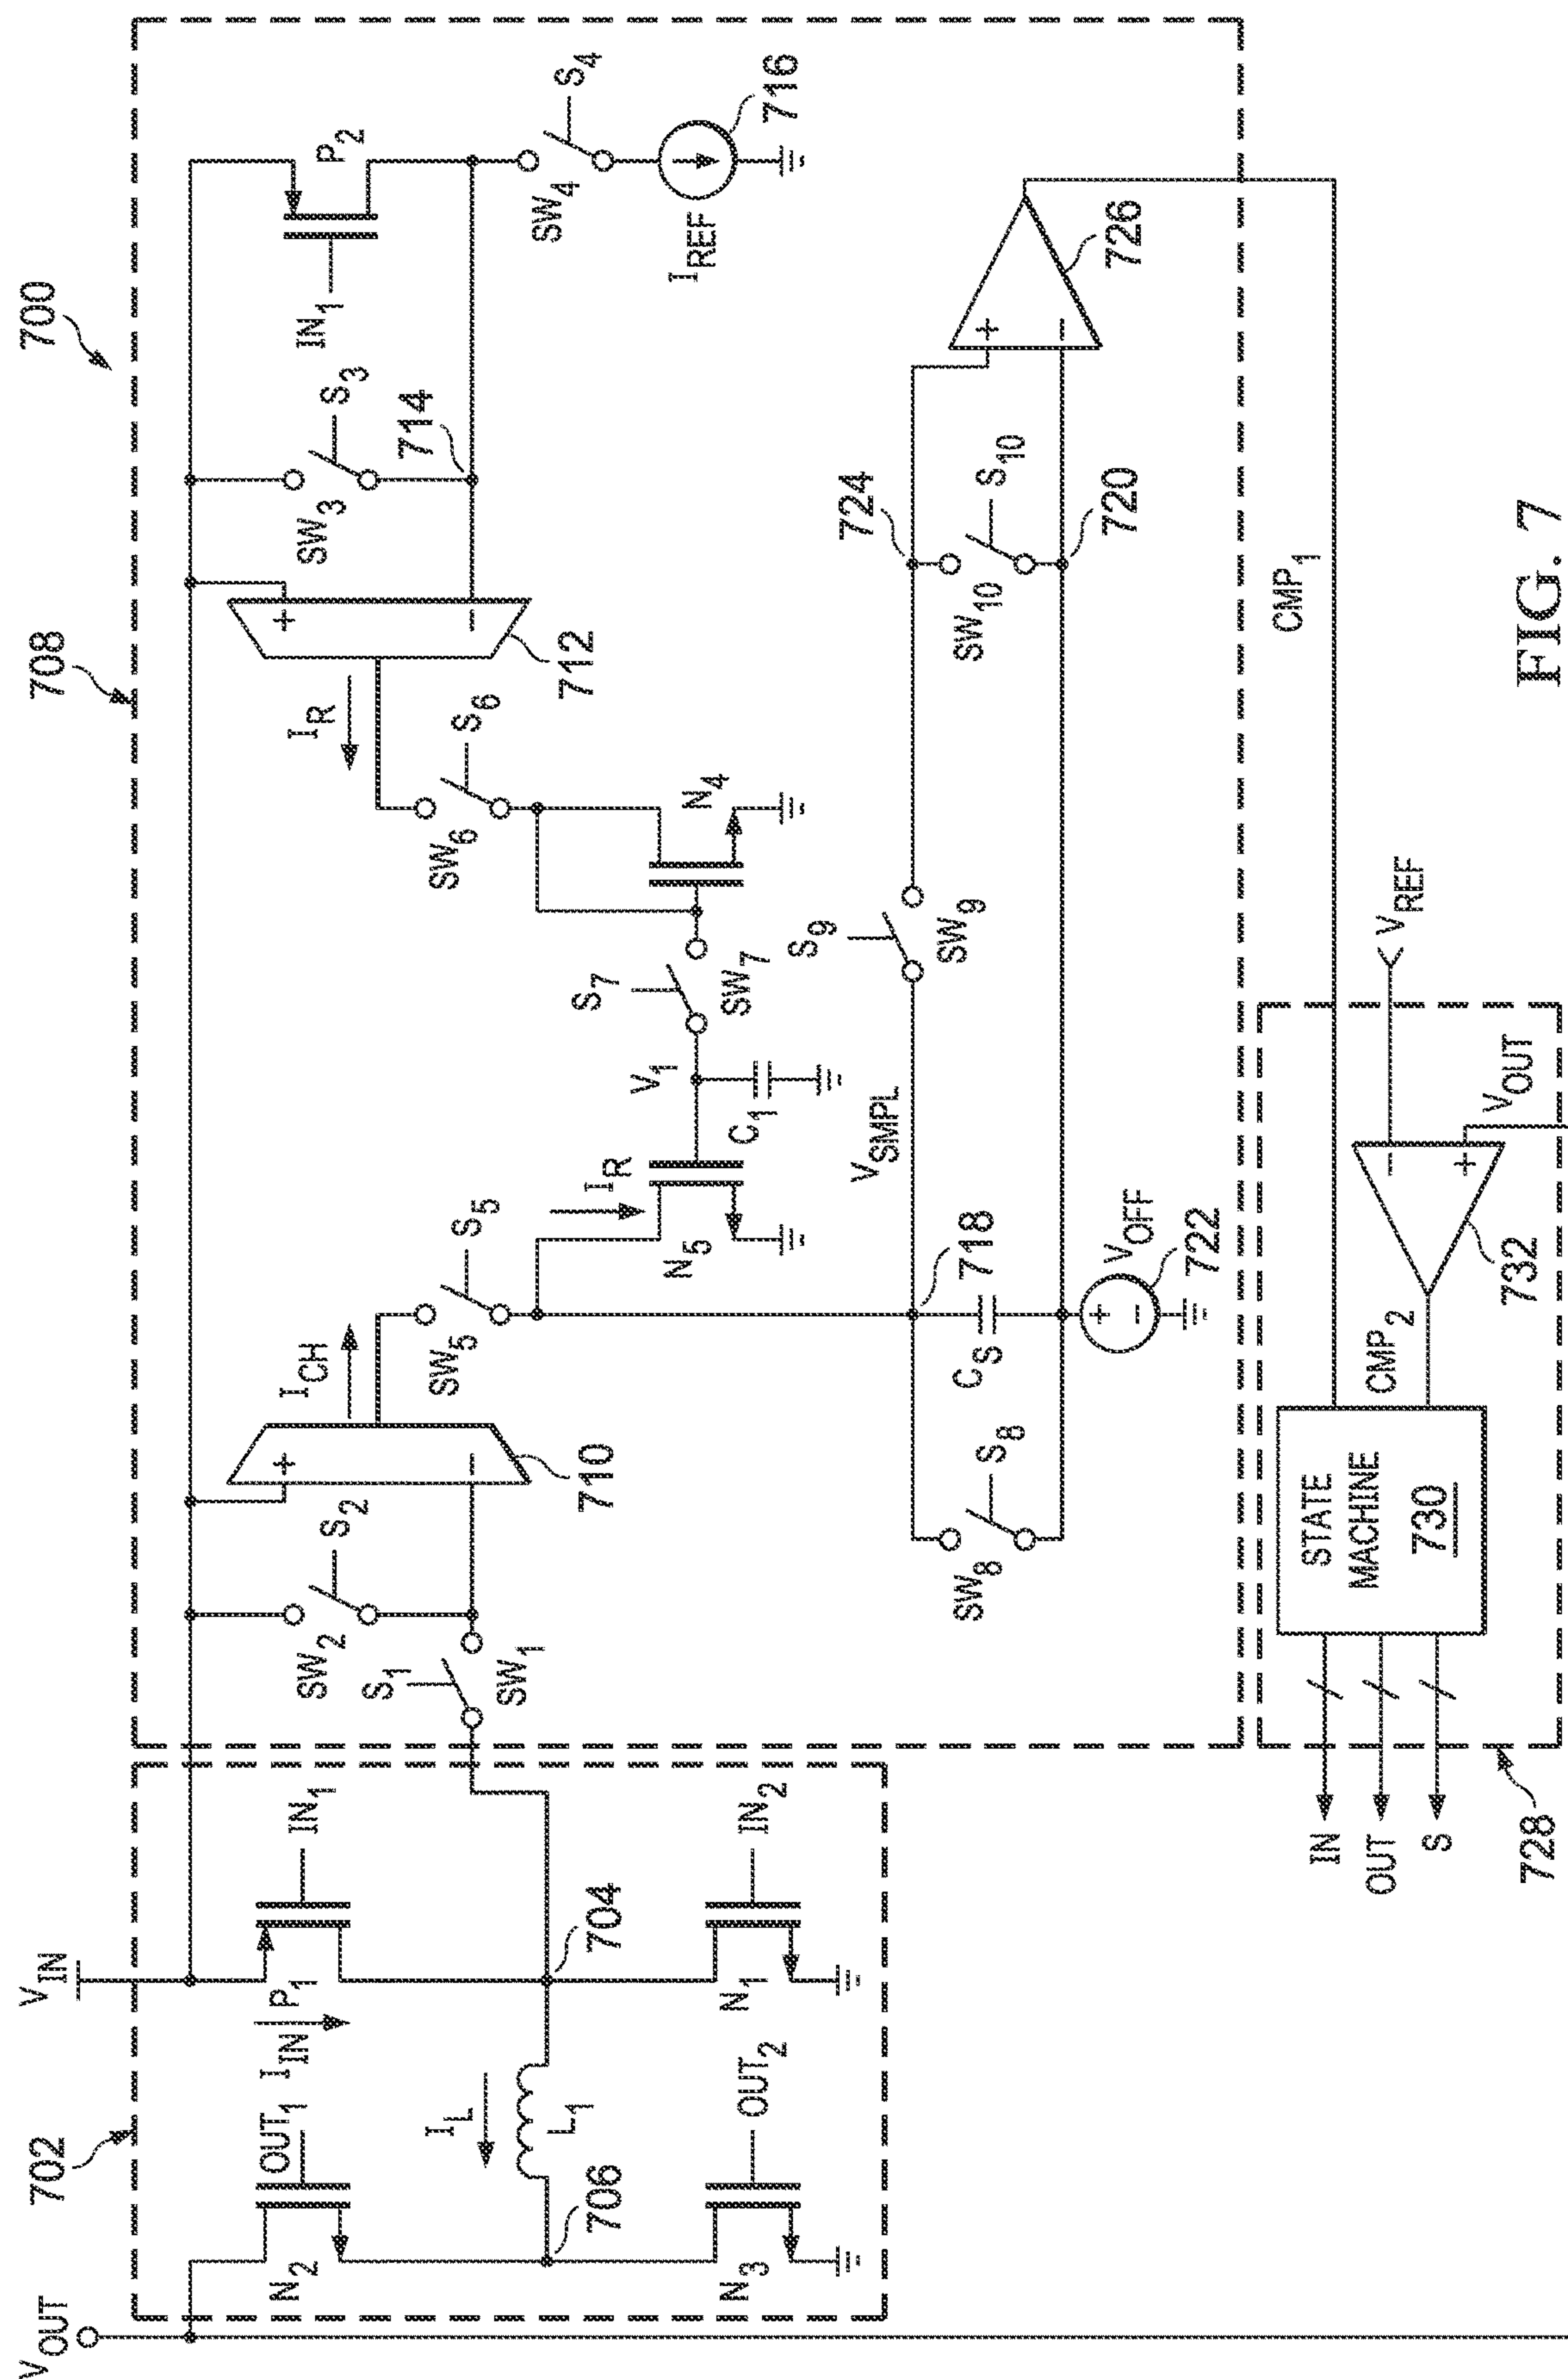 700
708
702
V_OUT
V_IN
OUT_1
N_2
I_IN
P_1
IN_1
I_L
L_1
706
704
OUT_2
N_3
N_1
IN_2
S_1
SW_1
SW_2
S_2
710
I_CH
SW_5
S_5
I_R
N_5
V_1
C_1
S_7
SW_7
N_4
SW_6
S_6
I_R
712
SW_3
S_3
714
IN_1
P_2
SW_4
S_4
I_REF
716
SW_8
S_8
C_S
718
V_OFF
722
V_SMPL
S_9
SW_9
724
SW_10
S_10
720
+
−
726
CMP_1
IN
OUT
S
728
STATE
MACHINE
730
CMP_2
732
V_OUT
V_REF
FIG. 7